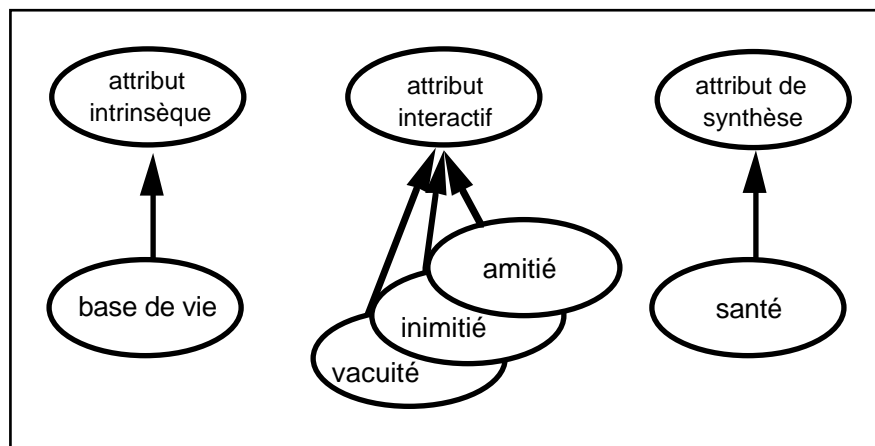 attribut
intrinsèque
attribut
interactif
attribut de
synthèse
base de vie
amitié
inimitié
vacuité
santé